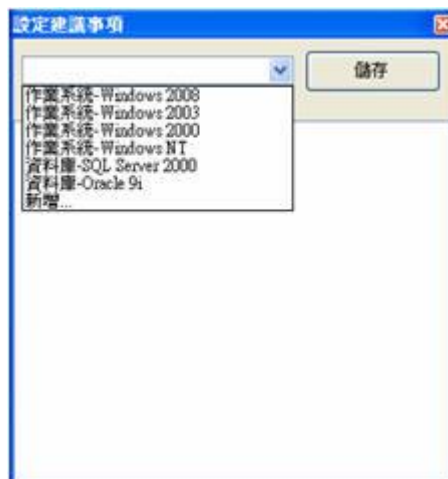 設定建議事項
儲存
作業系統-Windows 2008
作業系統-Windows 2003
作業系統-Windows 2000
作業系統-Windows NT
資料庫-SQL Server 2000
資料庫-Oracle 9i
新增...